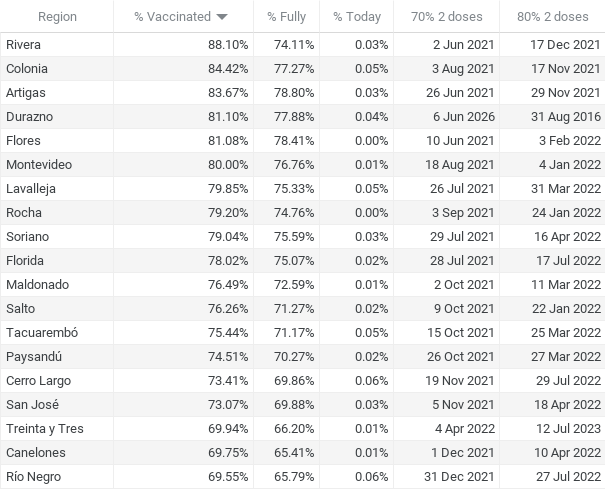 Region % Vaccinated % Fully % Today 70% 2 doses 80% 2 doses
Rivera 88.10% 74.11% 0.03% 2 Jun 2021 17 Dec 2021
Colonia 84.42% 77.27% 0.05% 3 Aug 2021 17 Nov 2021
Artigas 83.67% 78.80% 0.03% 26 Jun 2021 29 Nov 2021
Durazno 81.10% 77.88% 0.04% 6 Jun 2026 31 Aug 2016
Flores 81.08% 78.41% 0.00% 10 Jun 2021 3 Feb 2022
Montevideo 80.00% 76.76% 0.01% 18 Aug 2021 4 Jan 2022
Lavalleja 79.85% 75.33% 0.05% 26 Jul 2021 31 Mar 2022
Rocha 79.20% 74.76% 0.00% 3 Sep 2021 24 Jan 2022
Soriano 79.04% 75.59% 0.03% 29 Jul 2021 16 Apr 2022
Florida 78.02% 75.07% 0.02% 28 Jul 2021 17 Jul 2022
Maldonado 76.49% 72.59% 0.01% 2 Oct 2021 11 Mar 2022
Salto 76.26% 71.27% 0.02% 9 Oct 2021 22 Jan 2022
Tacuarembó 75.44% 71.17% 0.05% 15 Oct 2021 25 Mar 2022
Paysandú 74.51% 70.27% 0.02% 26 Oct 2021 27 Mar 2022
Cerro Largo 73.41% 69.86% 0.06% 19 Nov 2021 29 Jul 2022
San José 73.07% 69.88% 0.03% 5 Nov 2021 18 Apr 2022
Treinta y Tres 69.94% 66.20% 0.01% 4 Apr 2022 12 Jul 2023
Canelones 69.75% 65.41% 0.01% 1 Dec 2021 10 Apr 2022
Río Negro 69.55% 65.79% 0.06% 31 Dec 2021 27 Jul 2022